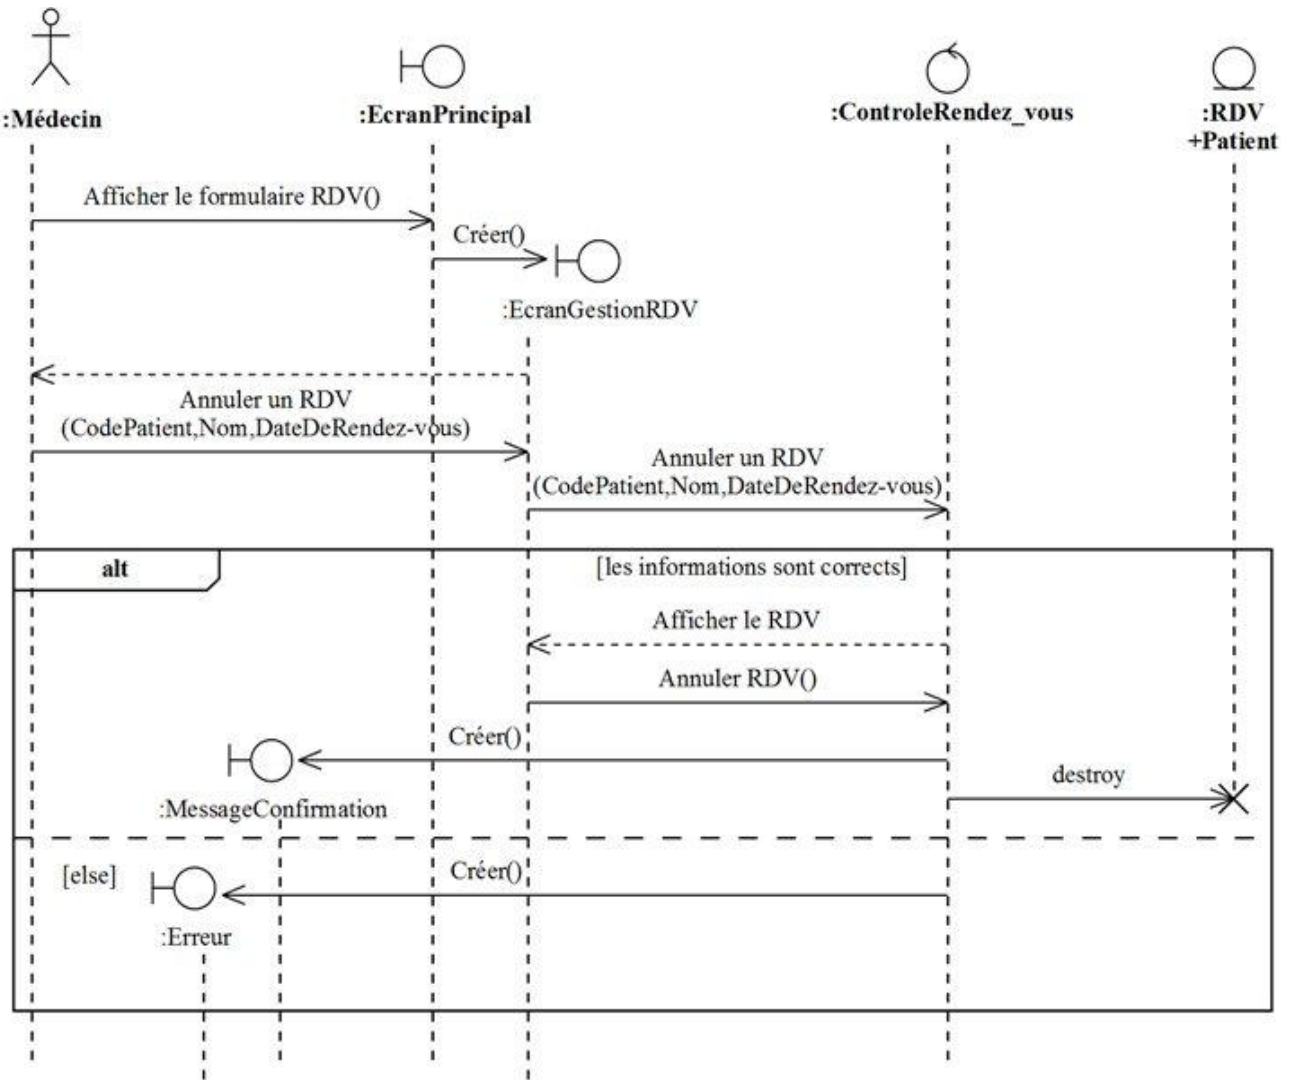 :Médecin
:EcranPrincipal
:ControleRendez_vous
:RDV
+Patient
Afficher le formulaire RDV()
Créer()
:EcranGestionRDV
Annuler un RDV
(CodePatient,Nom,DateDeRendez-vous)
Annuler un RDV
(CodePatient,Nom,DateDeRendez-vous)
alt
[les informations sont corrects]
Afficher le RDV
Annuler RDV()
Créer()
:MessageConfirmation
destroy
[else]
Créer()
:Erreur